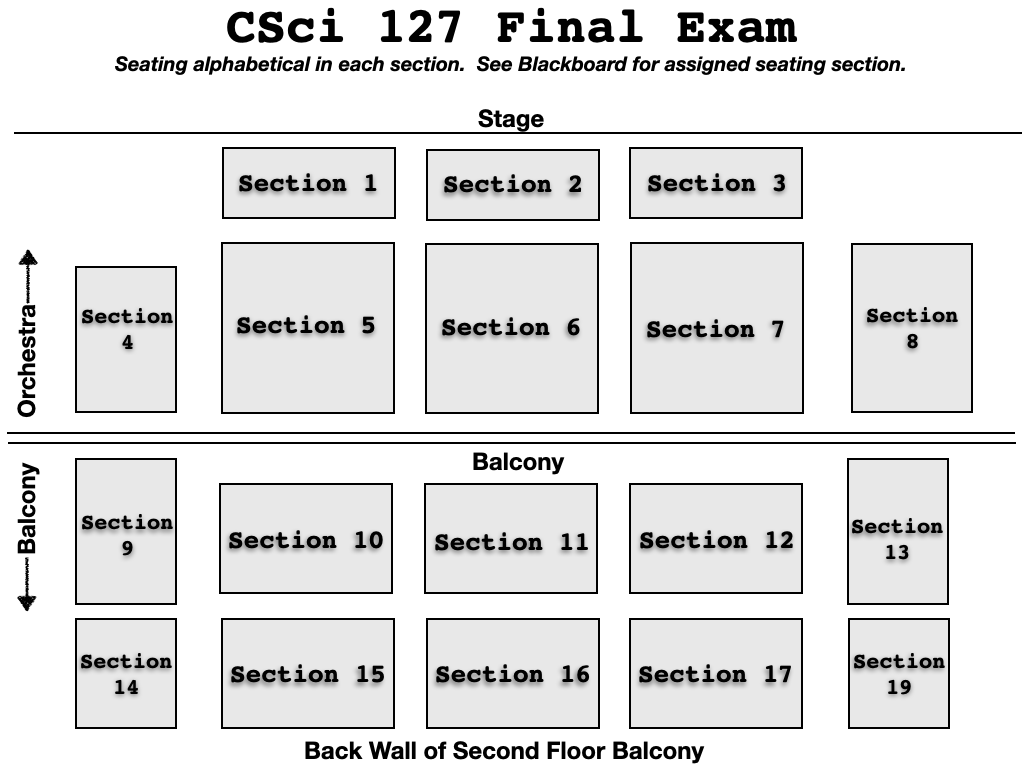 CSci 127 Final Exam
Seating alphabetical in each section. See Blackboard for assigned seating section.
Stage
Section 1
Section 2
Section 3
Orchestra
Section
4
Section 5
Section 6
Section 7
Section
8
Balcony
Balcony
Section
9
Section 10
Section 11
Section 12
Section
13
Section
14
Section 15
Section 16
Section 17
Section
19
Back Wall of Second Floor Balcony